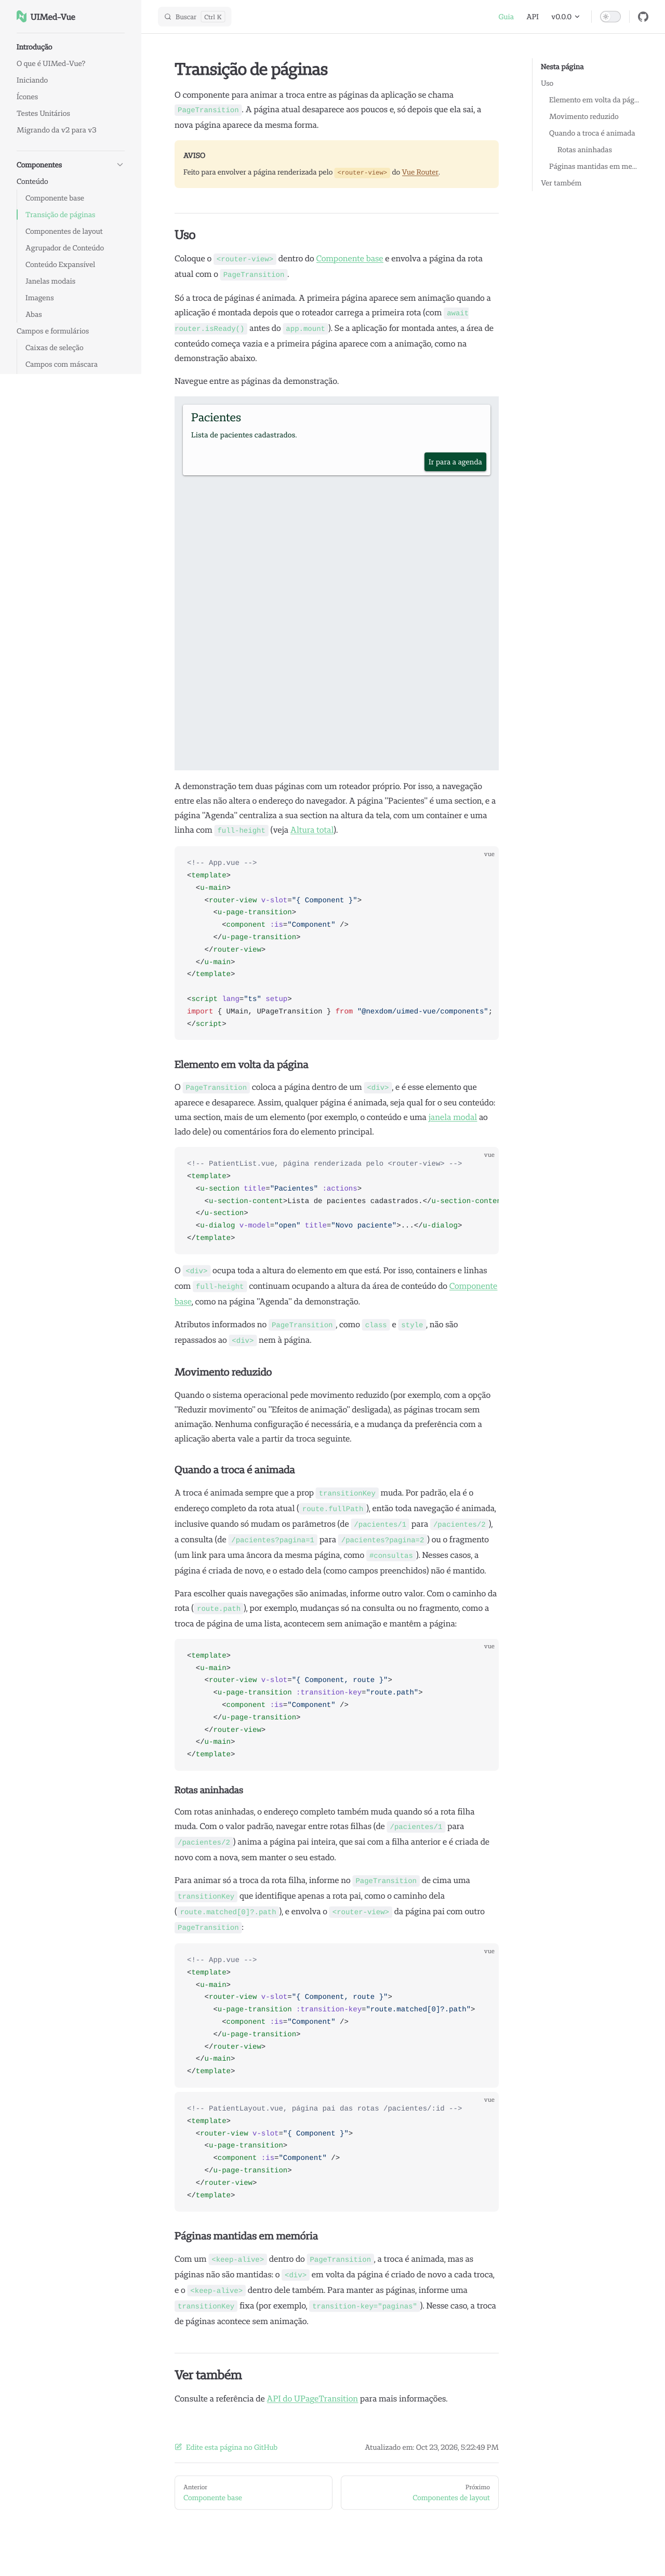 UIMed-Vue
Buscar Ctrl K
Guia
API
v0.0.0
Introdução
O que é UIMed-Vue?
Iniciando
Ícones
Testes Unitários
Migrando da v2 para v3
Componentes
Conteúdo
Componente base
Transição de páginas
Componentes de layout
Agrupador de Conteúdo
Conteúdo Expansível
Janelas modais
Imagens
Abas
Campos e formulários
Caixas de seleção
Campos com máscara
Nesta página
Uso
Elemento em volta da pág...
Movimento reduzido
Quando a troca é animada
Rotas aninhadas
Páginas mantidas em me...
Ver também
Transição de páginas
O componente para animar a troca entre as páginas da aplicação se chama
PageTransition. A página atual desaparece aos poucos e, só depois que ela sai, a
nova página aparece da mesma forma.
AVISO
Feito para envolver a página renderizada pelo <router-view> do Vue Router.
Uso
Coloque o <router-view> dentro do Componente base e envolva a página da rota
atual com o PageTransition.
Só a troca de páginas é animada. A primeira página aparece sem animação quando a
aplicação é montada depois que o roteador carrega a primeira rota (com await
router.isReady() antes do app.mount). Se a aplicação for montada antes, a área de
conteúdo começa vazia e a primeira página aparece com a animação, como na
demonstração abaixo.
Navegue entre as páginas da demonstração.
Pacientes
Lista de pacientes cadastrados.
Ir para a agenda
A demonstração tem duas páginas com um roteador próprio. Por isso, a navegação
entre elas não altera o endereço do navegador. A página "Pacientes" é uma section, e a
página "Agenda" centraliza a sua section na altura da tela, com um container e uma
linha com full-height (veja Altura total).
vue
<!-- App.vue -->
<template>
  <u-main>
    <router-view v-slot="{ Component }">
      <u-page-transition>
        <component :is="Component" />
      </u-page-transition>
    </router-view>
  </u-main>
</template>
<script lang="ts" setup>
import { UMain, UPageTransition } from "@nexdom/uimed-vue/components";
</script>
Elemento em volta da página
O PageTransition coloca a página dentro de um <div>, e é esse elemento que
aparece e desaparece. Assim, qualquer página é animada, seja qual for o seu conteúdo:
uma section, mais de um elemento (por exemplo, o conteúdo e uma janela modal ao
lado dele) ou comentários fora do elemento principal.
vue
<!-- PatientList.vue, página renderizada pelo <router-view> -->
<template>
  <u-section title="Pacientes" :actions>
    <u-section-content>Lista de pacientes cadastrados.</u-section-conten
  </u-section>
  <u-dialog v-model="open" title="Novo paciente">...</u-dialog>
</template>
O <div> ocupa toda a altura do elemento em que está. Por isso, containers e linhas
com full-height continuam ocupando a altura da área de conteúdo do Componente
base, como na página "Agenda" da demonstração.
Atributos informados no PageTransition, como class e style, não são
repassados ao <div> nem à página.
Movimento reduzido
Quando o sistema operacional pede movimento reduzido (por exemplo, com a opção
"Reduzir movimento" ou "Efeitos de animação" desligada), as páginas trocam sem
animação. Nenhuma configuração é necessária, e a mudança da preferência com a
aplicação aberta vale a partir da troca seguinte.
Quando a troca é animada
A troca é animada sempre que a prop transitionKey muda. Por padrão, ela é o
endereço completo da rota atual (route.fullPath), então toda navegação é animada,
inclusive quando só mudam os parâmetros (de /pacientes/1 para /pacientes/2),
a consulta (de /pacientes?pagina=1 para /pacientes?pagina=2) ou o fragmento
(um link para uma âncora da mesma página, como #consultas). Nesses casos, a
página é criada de novo, e o estado dela (como campos preenchidos) não é mantido.
Para escolher quais navegações são animadas, informe outro valor. Com o caminho da
rota (route.path), por exemplo, mudanças só na consulta ou no fragmento, como a
troca de página de uma lista, acontecem sem animação e mantêm a página:
vue
<template>
  <u-main>
    <router-view v-slot="{ Component, route }">
      <u-page-transition :transition-key="route.path">
        <component :is="Component" />
      </u-page-transition>
    </router-view>
  </u-main>
</template>
Rotas aninhadas
Com rotas aninhadas, o endereço completo também muda quando só a rota filha
muda. Com o valor padrão, navegar entre rotas filhas (de /pacientes/1 para
/pacientes/2) anima a página pai inteira, que sai com a filha anterior e é criada de
novo com a nova, sem manter o seu estado.
Para animar só a troca da rota filha, informe no PageTransition de cima uma
transitionKey que identifique apenas a rota pai, como o caminho dela
(route.matched[0]?.path), e envolva o <router-view> da página pai com outro
PageTransition:
vue
<!-- App.vue -->
<template>
  <u-main>
    <router-view v-slot="{ Component, route }">
      <u-page-transition :transition-key="route.matched[0]?.path">
        <component :is="Component" />
      </u-page-transition>
    </router-view>
  </u-main>
</template>
vue
<!-- PatientLayout.vue, página pai das rotas /pacientes/:id -->
<template>
  <router-view v-slot="{ Component }">
    <u-page-transition>
      <component :is="Component" />
    </u-page-transition>
  </router-view>
</template>
Páginas mantidas em memória
Com um <keep-alive> dentro do PageTransition, a troca é animada, mas as
páginas não são mantidas: o <div> em volta da página é criado de novo a cada troca,
e o <keep-alive> dentro dele também. Para manter as páginas, informe uma
transitionKey fixa (por exemplo, transition-key="paginas"). Nesse caso, a troca
de páginas acontece sem animação.
Ver também
Consulte a referência de API do UPageTransition para mais informações.
Edite esta página no GitHub
Atualizado em: Oct 23, 2026, 5:22:49 PM
Anterior
Componente base
Próximo
Componentes de layout